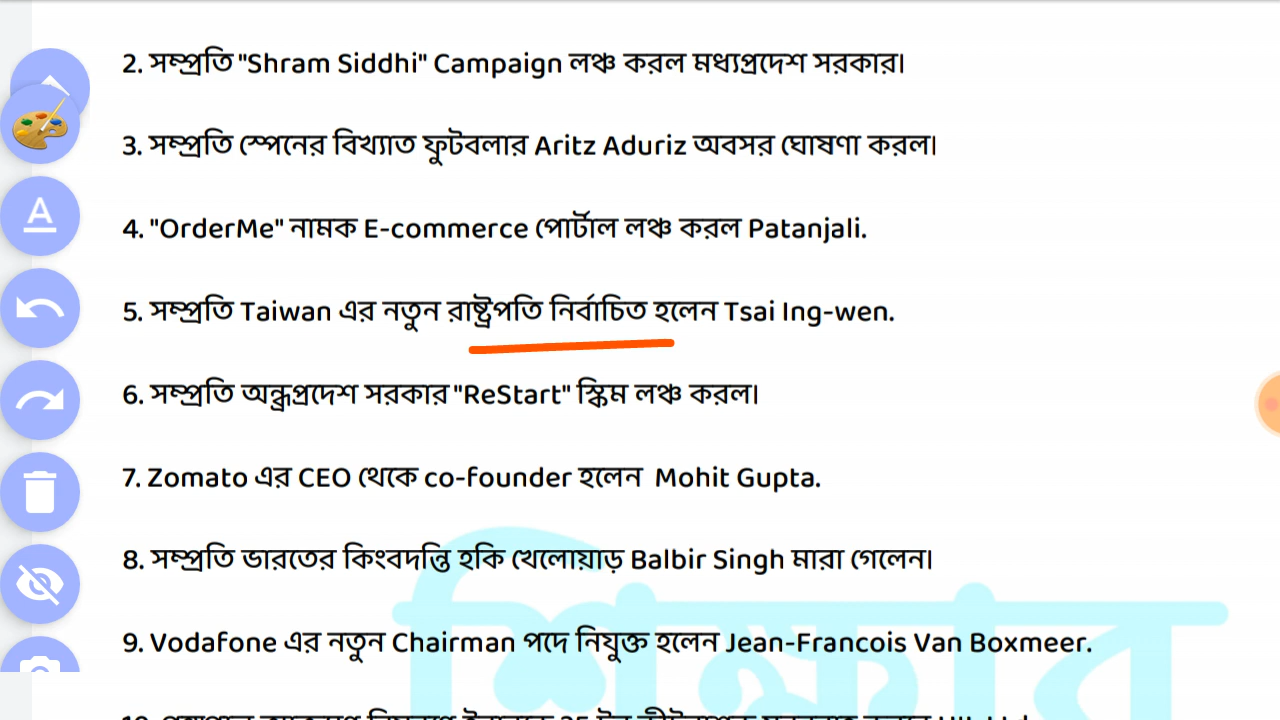 2. সম্প্রতি "Shram Siddhi" Campaign লঞ্চ করল মধ্যপ্রদেশ সরকার।
3. সম্প্রতি স্পেনের বিখ্যাত ফুটবলার Aritz Aduriz অবসর ঘোষণা করল।
4. "OrderMe" নামক E-commerce পোর্টাল লঞ্চ করল Patanjali.
5. সম্প্রতি Taiwan এর নতুন রাষ্ট্রপতি নির্বাচিত হলেন Tsai Ing-wen.
6. সম্প্রতি অন্ধ্রপ্রদেশ সরকার "ReStart" স্কিম লঞ্চ করল।
7. Zomato এর CEO থেকে co-founder হলেন Mohit Gupta.
8. সম্প্রতি ভারতের কিংবদন্তি হকি খেলোয়াড় Balbir Singh মারা গেলেন।
9. Vodafone এর নতুন Chairman পদে নিযুক্ত হলেন Jean-Francois Van Boxmeer.
শিক্ষার